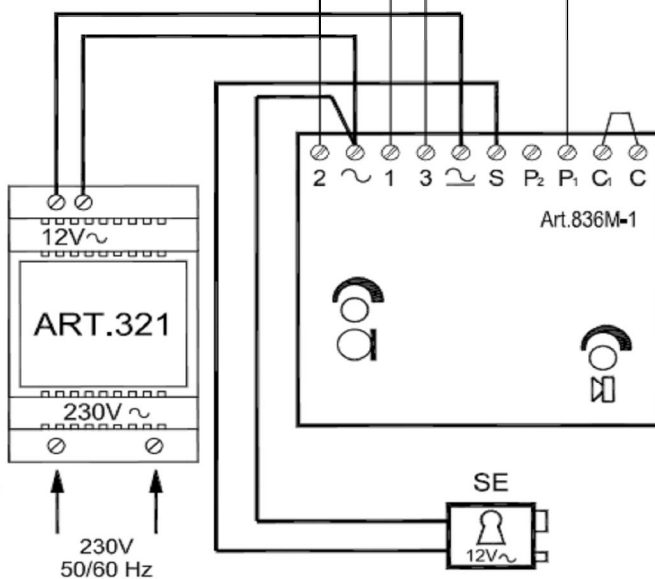 2 ~ 1 3 ≃ S P₂ P₁ C₁ C
Art.836M-1
12V~
ART.321
230V ~
230V
50/60 Hz
SE
12V~